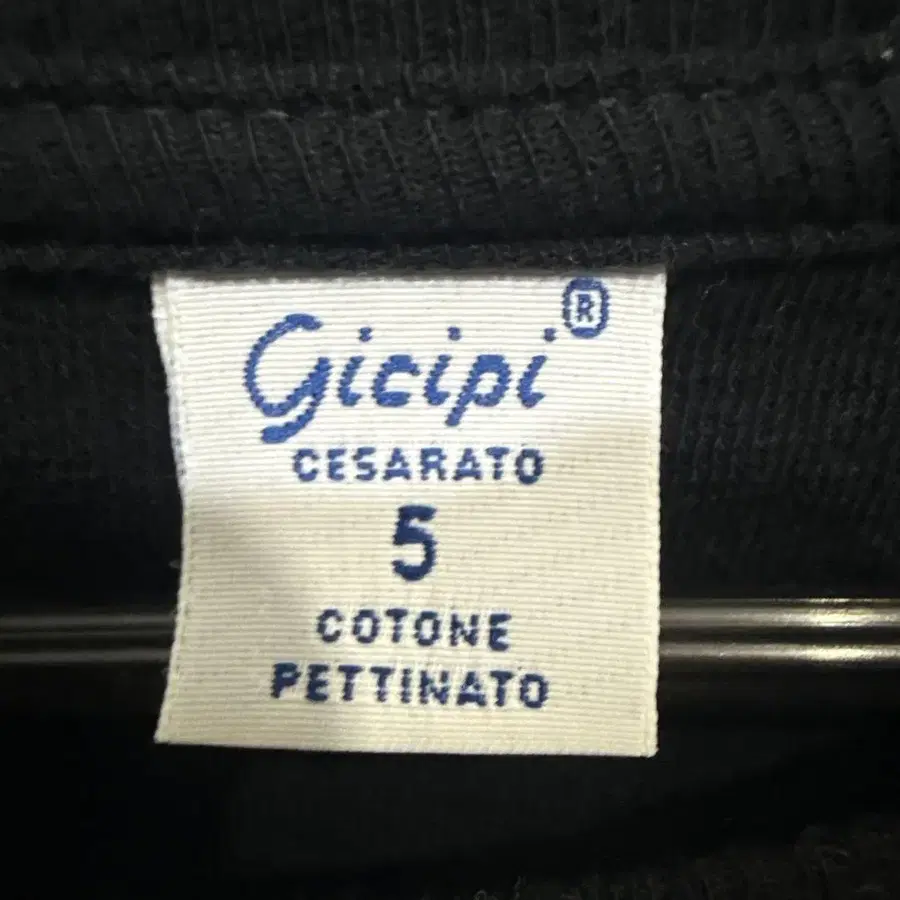 Gicipi®
CESARATO
5
COTONE
PETTINATO